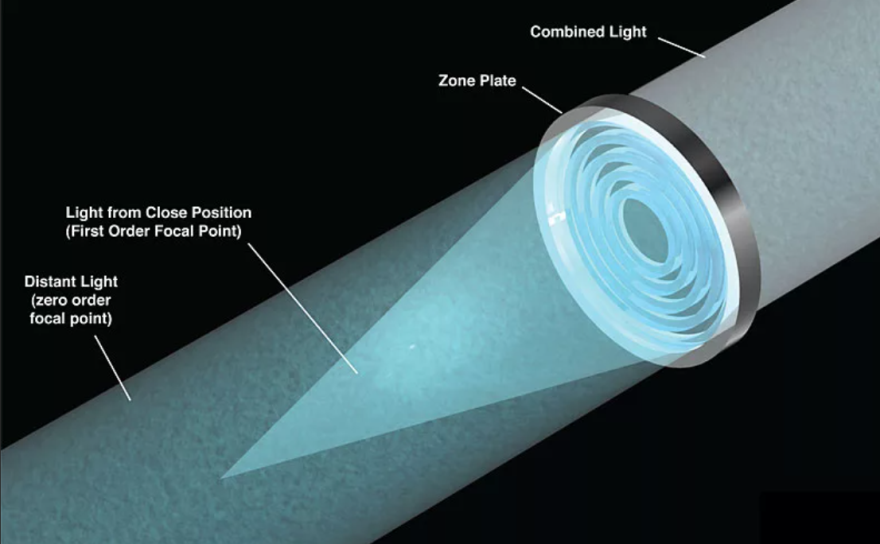 Combined Light
Zone Plate
Light from Close Position
(First Order Focal Point)
Distant Light
(zero order
focal point)